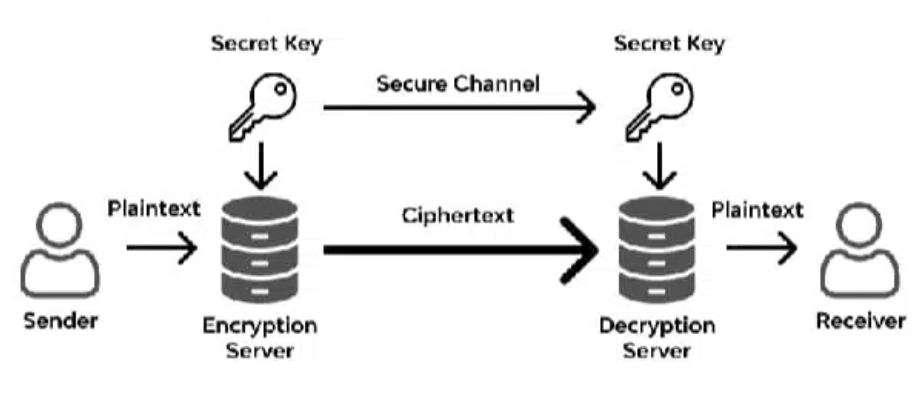 Secret Key
Secret Key
Secure Channel
Plaintext
Ciphertext
Plaintext
Sender
Encryption
Server
Decryption
Server
Receiver